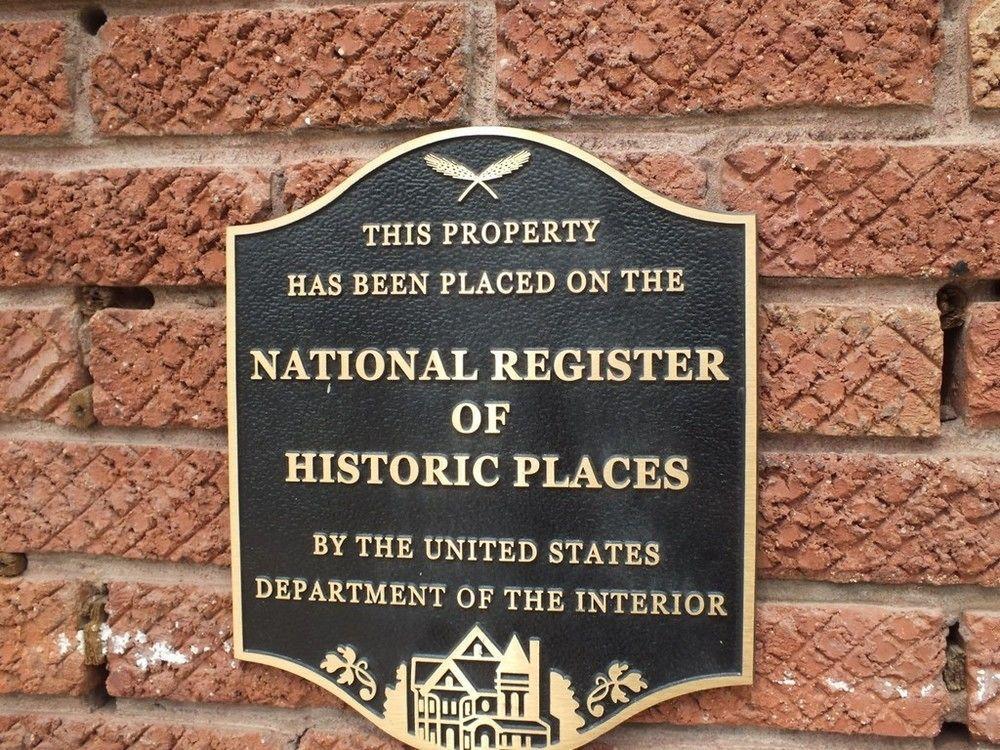 THIS PROPERTY
HAS BEEN PLACED ON THE
NATIONAL REGISTER
OF
HISTORIC PLACES
BY THE UNITED STATES
DEPARTMENT OF THE INTERIOR